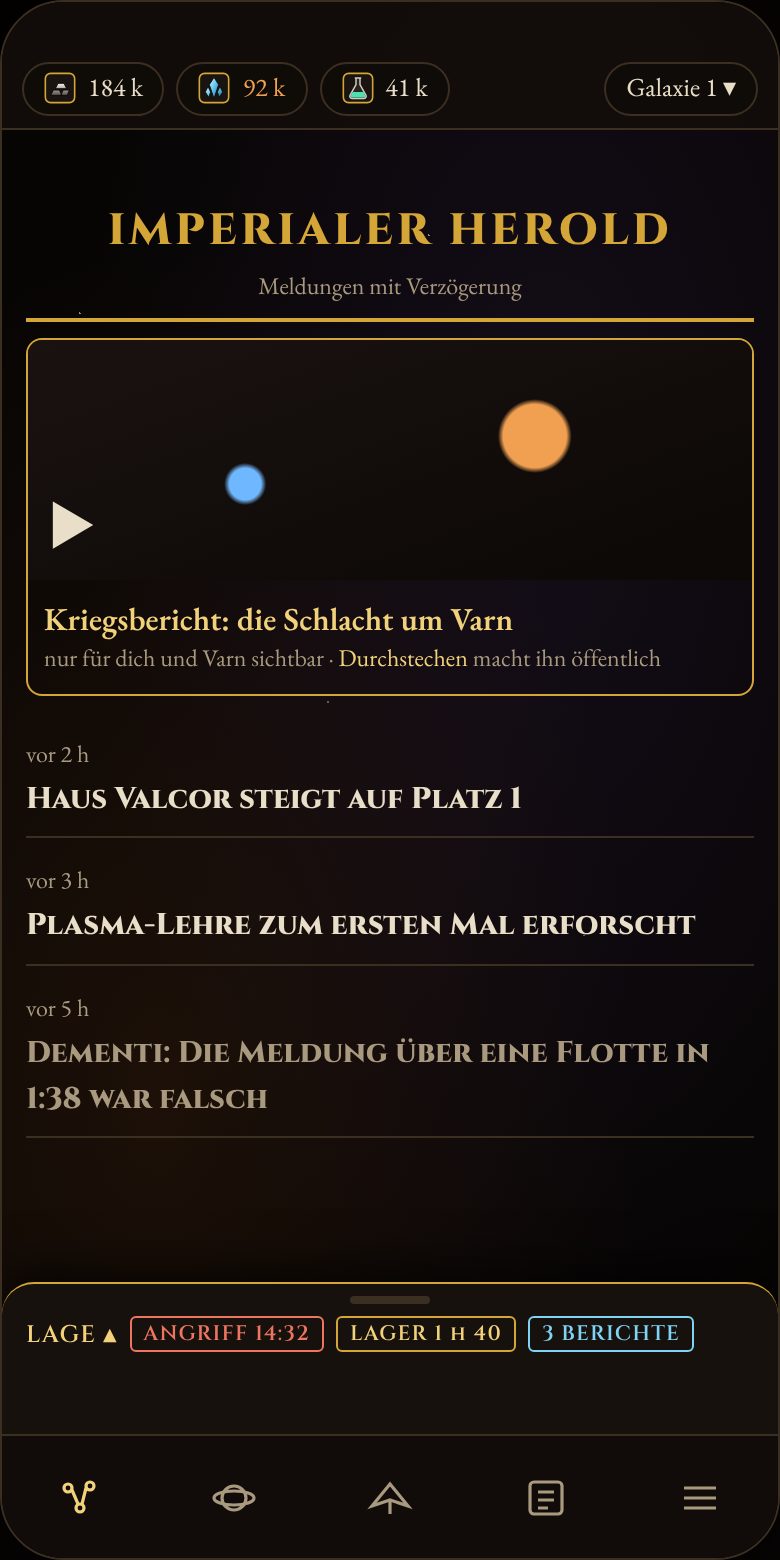 184 k
92 k
41 k
Galaxie 1 ▼
IMPERIALER HEROLD
Meldungen mit Verzögerung
Kriegsbericht: die Schlacht um Varn
nur für dich und Varn sichtbar · Durchstechen macht ihn öffentlich
vor 2 h
Haus Valcor steigt auf Platz 1
vor 3 h
Plasma-Lehre zum ersten Mal erforscht
vor 5 h
Dementi: Die Meldung über eine Flotte in
1:38 war falsch
LAGE ▲
ANGRIFF 14:32
LAGER 1 H 40
3 BERICHTE